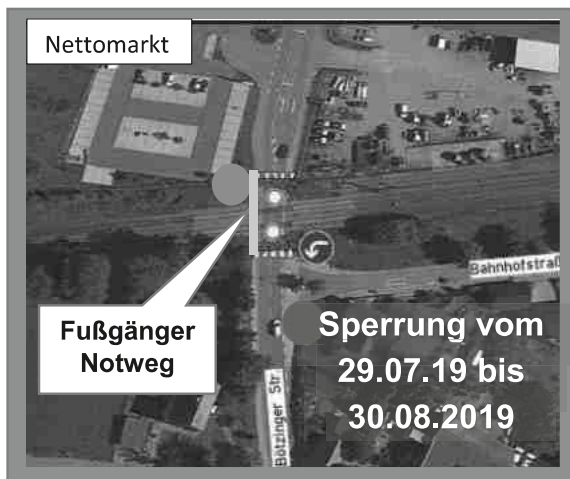 Nettomarkt
Bahnhofstraß
Fußgänger
Notweg
Sperrung vom
29.07.19 bis
30.08.2019
Bötzinger Str.